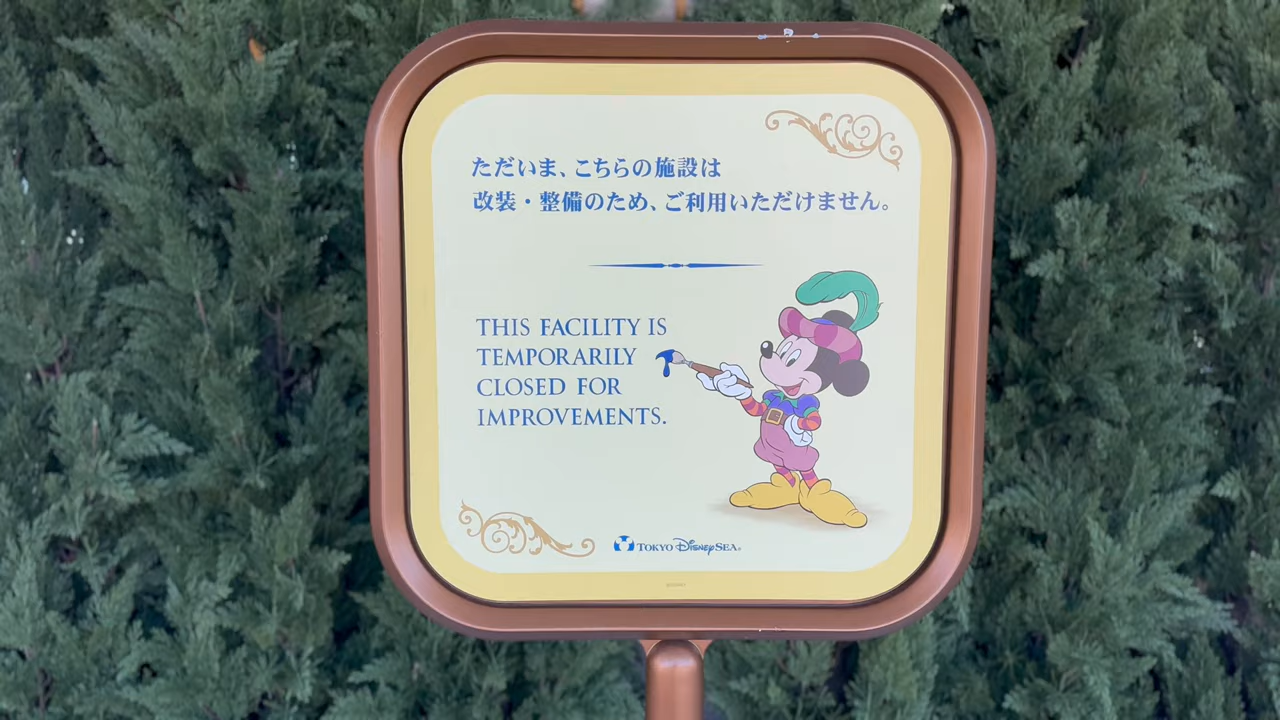 ただいま、こちらの施設は
改装・整備のため、ご利用いただけません。
THIS FACILITY IS
TEMPORARILY
CLOSED FOR
IMPROVEMENTS.
TOKYO DISNEYSEA®